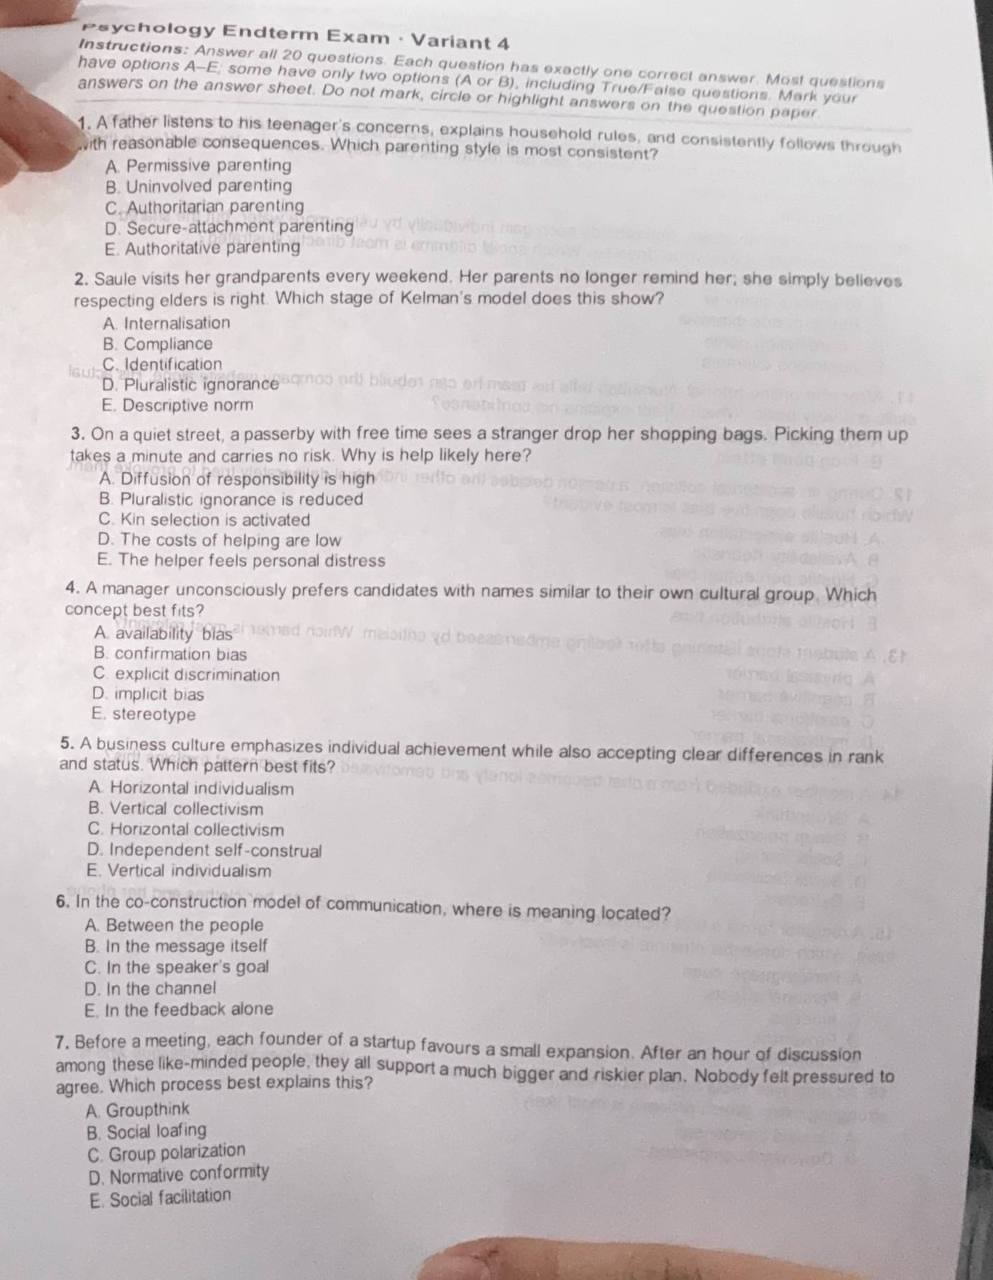 Psychology Endterm Exam · Variant 4
Instructions: Answer all 20 questions. Each question has exactly one correct answer. Most questions
have options A–E; some have only two options (A or B), including True/False questions. Mark your
answers on the answer sheet. Do not mark, circle or highlight answers on the question paper.
1. A father listens to his teenager's concerns, explains household rules, and consistently follows through
with reasonable consequences. Which parenting style is most consistent?
A. Permissive parenting
B. Uninvolved parenting
C. Authoritarian parenting
D. Secure-attachment parenting
E. Authoritative parenting
2. Saule visits her grandparents every weekend. Her parents no longer remind her; she simply believes
respecting elders is right. Which stage of Kelman's model does this show?
A. Internalisation
B. Compliance
C. Identification
D. Pluralistic ignorance
E. Descriptive norm
3. On a quiet street, a passerby with free time sees a stranger drop her shopping bags. Picking them up
takes a minute and carries no risk. Why is help likely here?
A. Diffusion of responsibility is high
B. Pluralistic ignorance is reduced
C. Kin selection is activated
D. The costs of helping are low
E. The helper feels personal distress
4. A manager unconsciously prefers candidates with names similar to their own cultural group. Which
concept best fits?
A. availability bias
B. confirmation bias
C. explicit discrimination
D. implicit bias
E. stereotype
5. A business culture emphasizes individual achievement while also accepting clear differences in rank
and status. Which pattern best fits?
A. Horizontal individualism
B. Vertical collectivism
C. Horizontal collectivism
D. Independent self-construal
E. Vertical individualism
6. In the co-construction model of communication, where is meaning located?
A. Between the people
B. In the message itself
C. In the speaker's goal
D. In the channel
E. In the feedback alone
7. Before a meeting, each founder of a startup favours a small expansion. After an hour of discussion
among these like-minded people, they all support a much bigger and riskier plan. Nobody felt pressured to
agree. Which process best explains this?
A. Groupthink
B. Social loafing
C. Group polarization
D. Normative conformity
E. Social facilitation